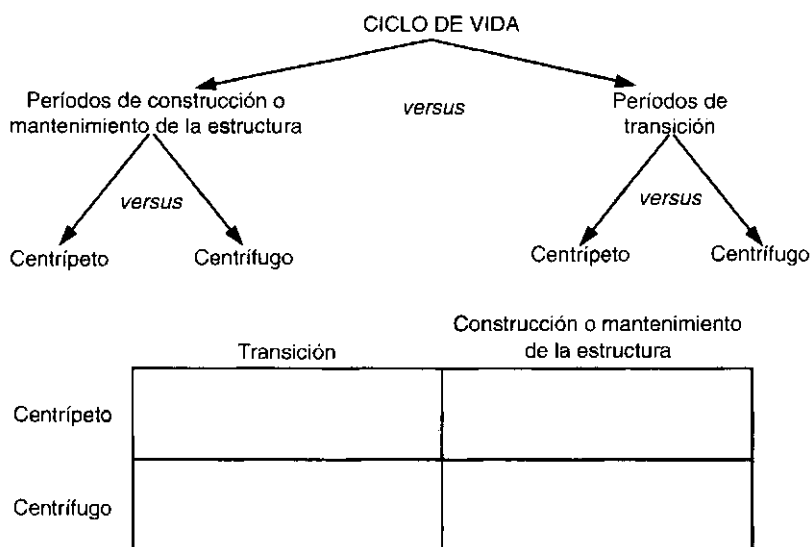 CICLO DE VIDA
Períodos de construcción o
mantenimiento de la estructura
versus
Períodos de
transición
versus
versus
Centrípeto
Centrífugo
Centrípeto
Centrífugo
Transición
Construcción o mantenimiento
de la estructura
Centrípeto
Centrífugo